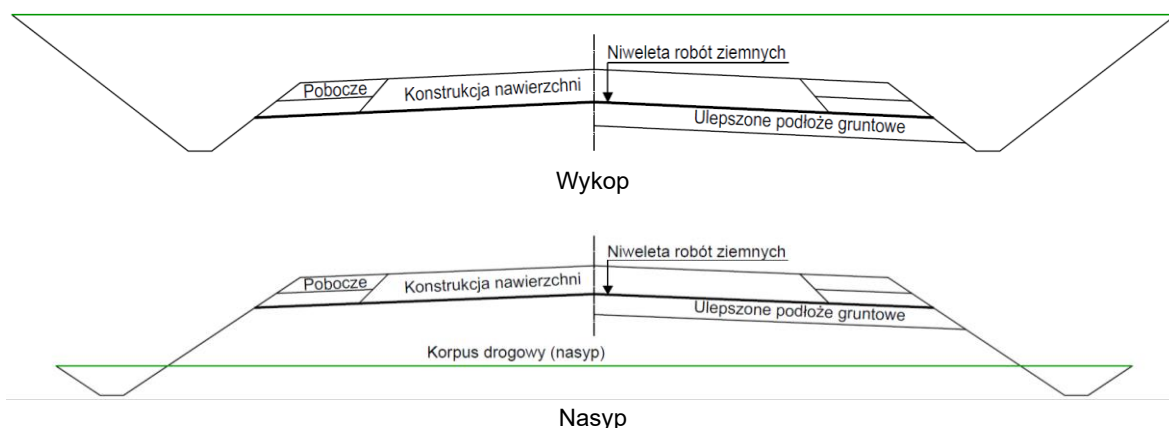 Niweleta robót ziemnych
Pobocze
Konstrukcja nawierzchni
Ulepszone podłoże gruntowe
Wykop
Niweleta robót ziemnych
Pobocze
Konstrukcja nawierzchni
Ulepszone podłoże gruntowe
Korpus drogowy (nasyp)
Nasyp